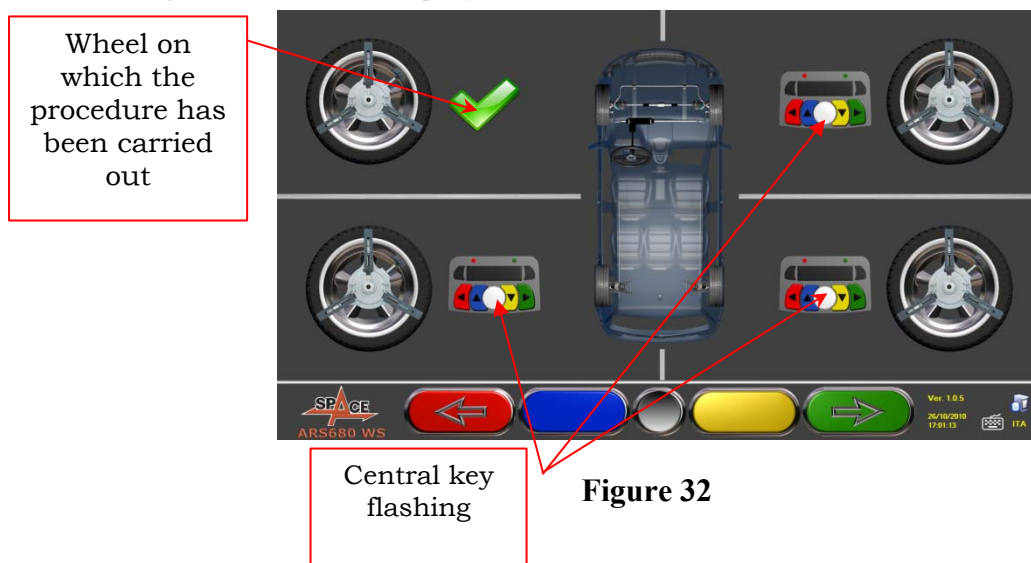 Wheel on
which the
procedure has
been carried
out
SPACE
ARS680 WS
Ver. 1.0.5
26/10/2010
17:01:13
ITA
Central key
flashing
Figure 32